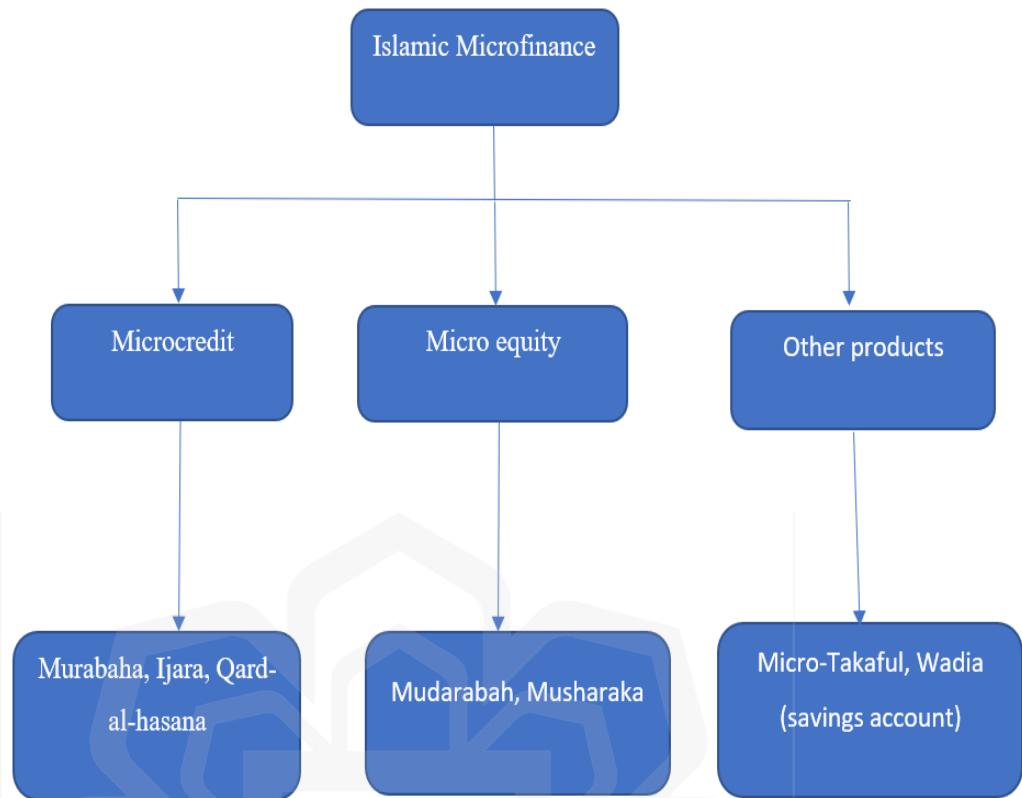 Islamic Microfinance
Microcredit
Micro equity
Other products
Murabaha, Ijara, Qard-
al-hasana
Mudarabah, Musharaka
Micro-Takaful, Wadia
(savings account)